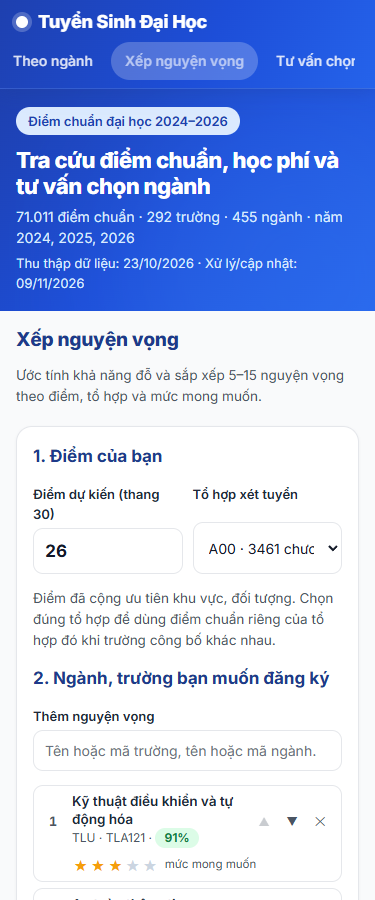 Tuyển Sinh Đại Học
Theo ngành
Xếp nguyện vọng
Tư vấn chọn
Điểm chuẩn đại học 2024–2026
Tra cứu điểm chuẩn, học phí và
tư vấn chọn ngành
71.011 điểm chuẩn · 292 trường · 455 ngành · năm
2024, 2025, 2026
Thu thập dữ liệu: 23/10/2026 · Xử lý/cập nhật:
09/11/2026
Xếp nguyện vọng
Ước tính khả năng đỗ và sắp xếp 5–15 nguyện vọng
theo điểm, tổ hợp và mức mong muốn.
1. Điểm của bạn
Điểm dự kiến (thang
30)
Tổ hợp xét tuyển
26
A00 · 3461 chươ
Điểm đã cộng ưu tiên khu vực, đối tượng. Chọn
đúng tổ hợp để dùng điểm chuẩn riêng của tổ
hợp đó khi trường công bố khác nhau.
2. Ngành, trường bạn muốn đăng ký
Thêm nguyện vọng
Tên hoặc mã trường, tên hoặc mã ngành.
1
Kỹ thuật điều khiển và tự
động hóa
TLU · TLA121 · 91%
mức mong muốn